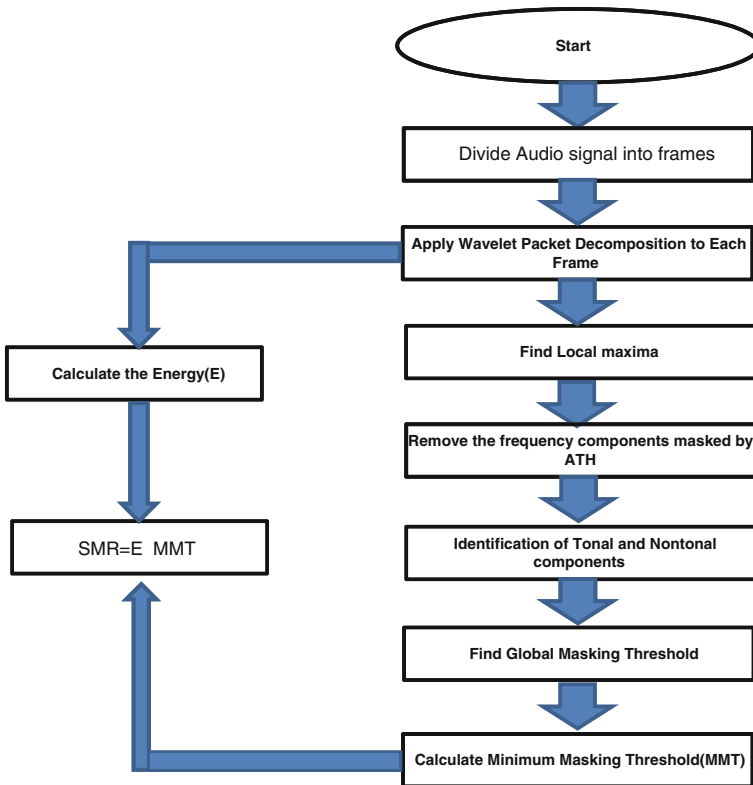 Start
Divide Audio signal into frames
Apply Wavelet Packet Decomposition to Each
Frame
Find Local maxima
Calculate the Energy(E)
Remove the frequency components masked by
ATH
SMR=E MMT
Identification of Tonal and Nontonal
components
Find Global Masking Threshold
Calculate Minimum Masking Threshold(MMT)